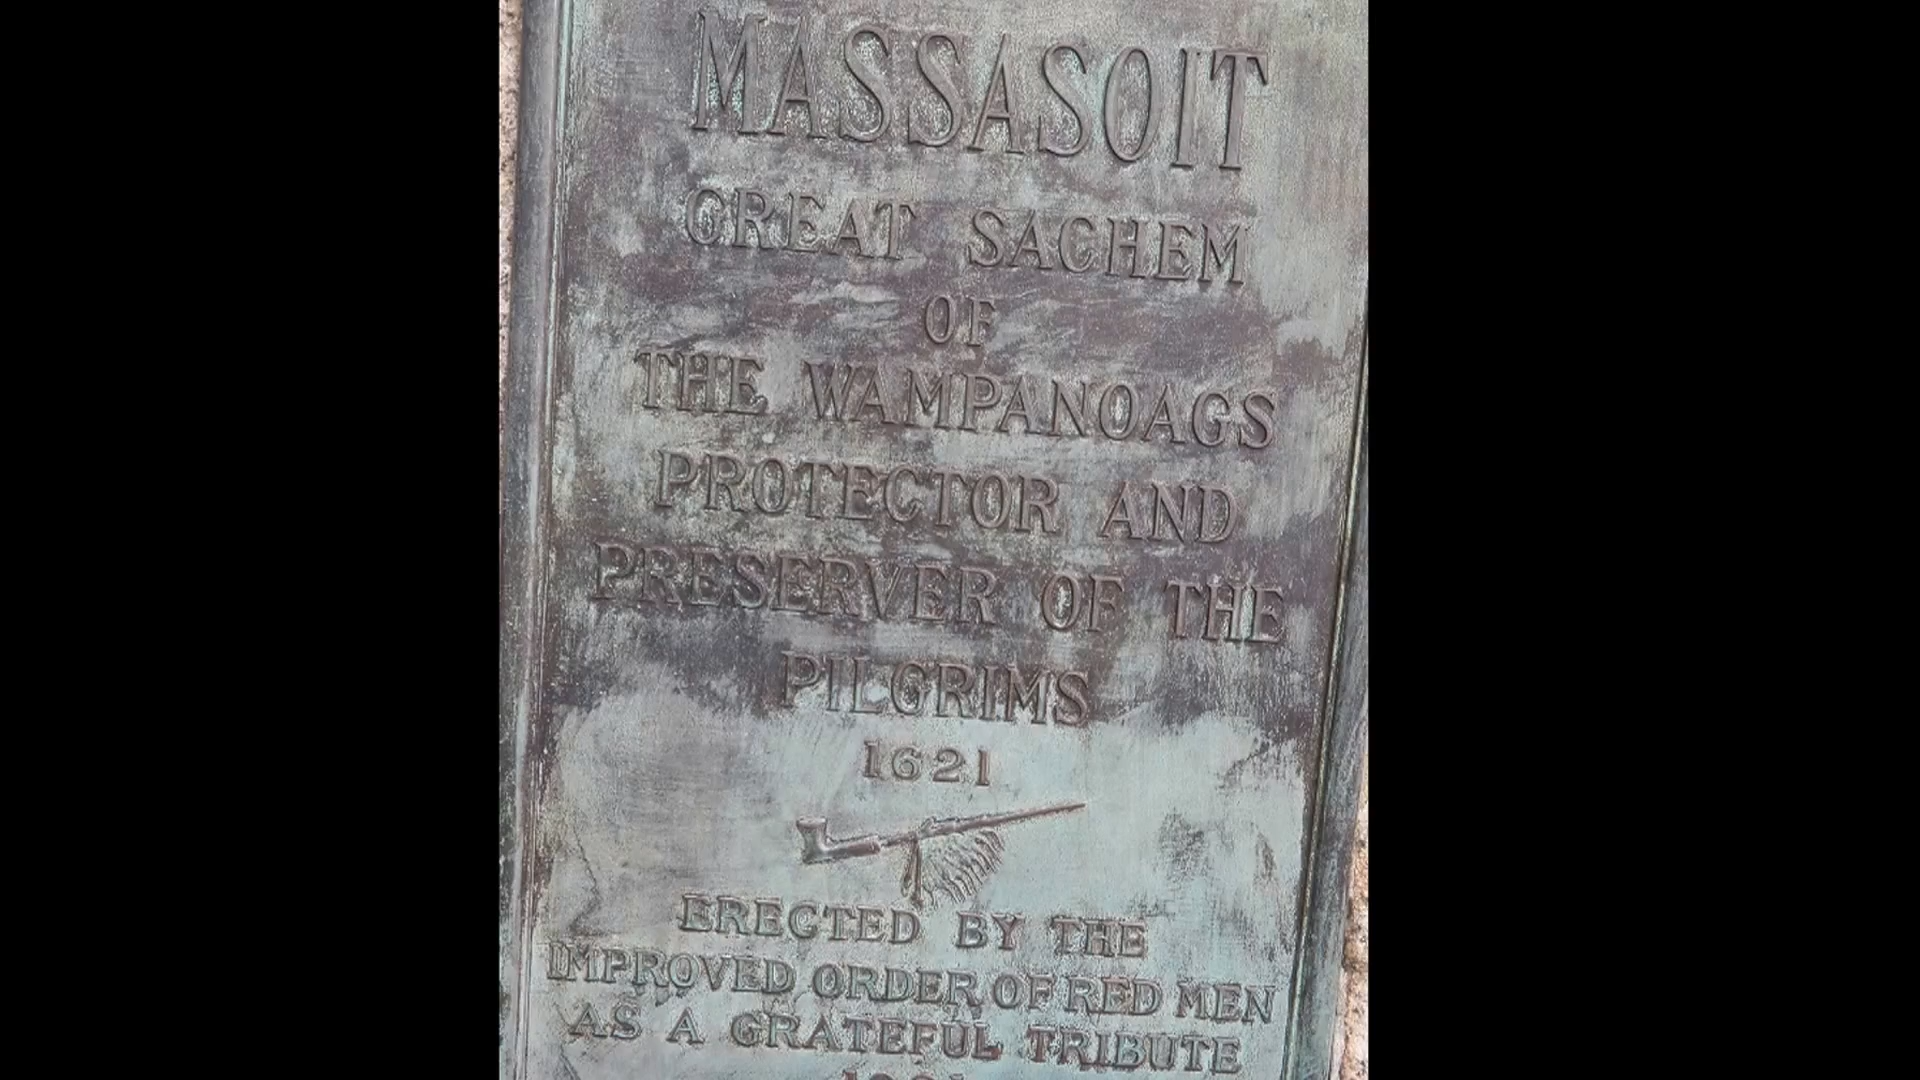 MASSASOIT
GREAT SACHEM
OF
THE WAMPANOAGS
PROTECTOR AND
PRESERVER OF THE
PILGRIMS
1621
ERECTED BY THE
IMPROVED ORDER OF RED MEN
AS A GRATEFUL TRIBUTE